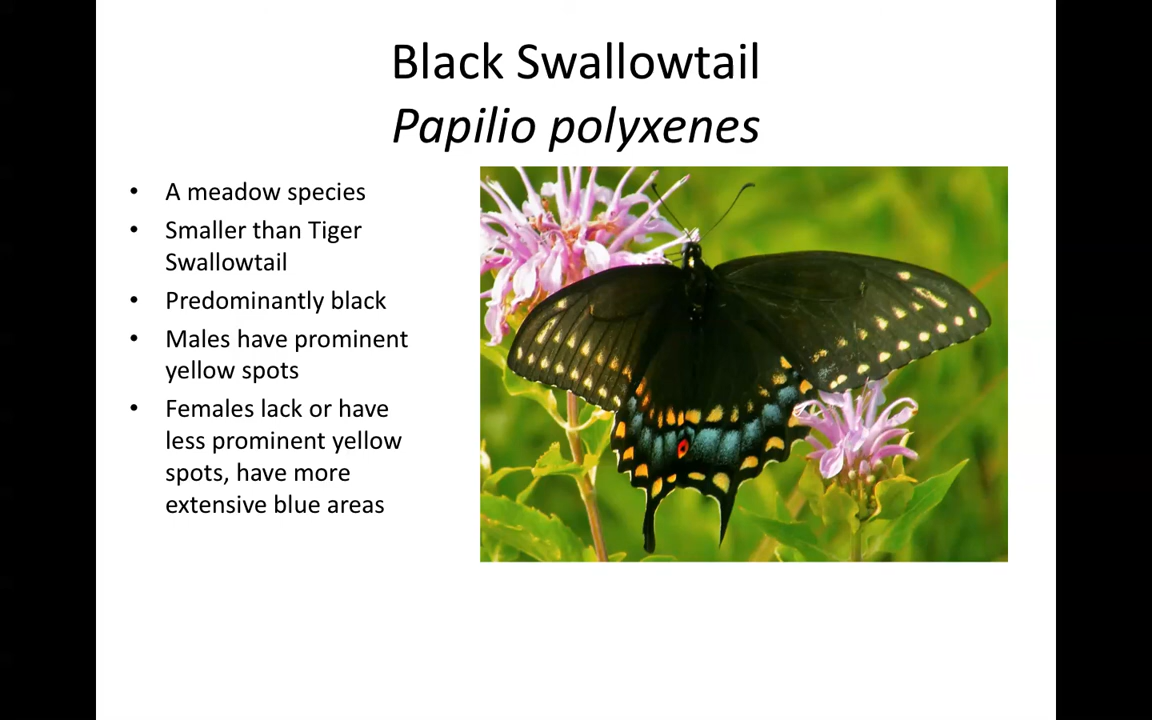 Black Swallowtail
Papilio polyxenes
• A meadow species
• Smaller than Tiger
Swallowtail
• Predominantly black
• Males have prominent
yellow spots
• Females lack or have
less prominent yellow
spots, have more
extensive blue areas